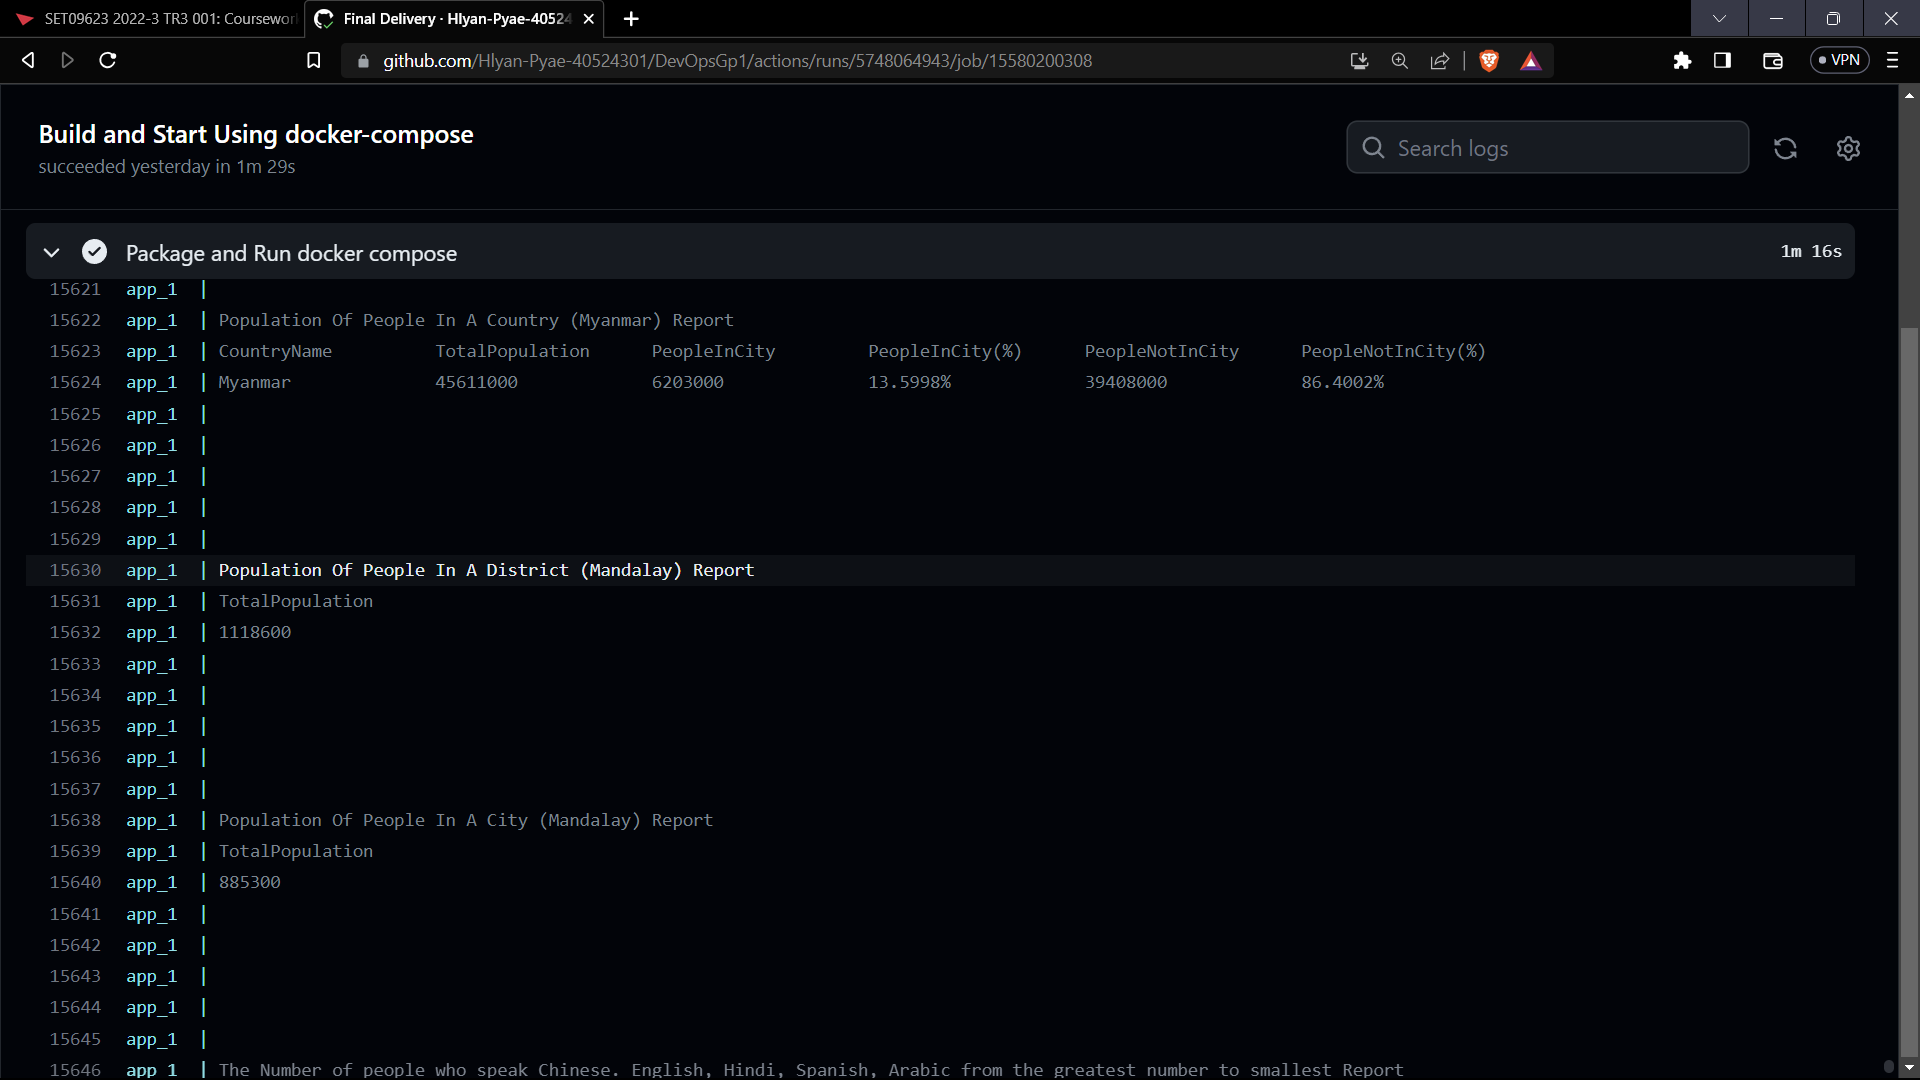 SET09623 2022-3 TR3 001: Coursewor
Final Delivery · Hlyan-Pyae-40524
github.com/Hlyan-Pyae-40524301/DevOpsGp1/actions/runs/5748064943/job/15580200308
VPN
Build and Start Using docker-compose
succeeded yesterday in 1m 29s
Search logs
Package and Run docker compose
1m 16s
15621 app_1 |
15622 app_1 | Population Of People In A Country (Myanmar) Report
15623 app_1 | CountryName TotalPopulation PeopleInCity PeopleInCity(%) PeopleNotInCity PeopleNotInCity(%)
15624 app_1 | Myanmar 45611000 6203000 13.5998% 39408000 86.4002%
15625 app_1 |
15626 app_1 |
15627 app_1 |
15628 app_1 |
15629 app_1 |
15630 app_1 | Population Of People In A District (Mandalay) Report
15631 app_1 | TotalPopulation
15632 app_1 | 1118600
15633 app_1 |
15634 app_1 |
15635 app_1 |
15636 app_1 |
15637 app_1 |
15638 app_1 | Population Of People In A City (Mandalay) Report
15639 app_1 | TotalPopulation
15640 app_1 | 885300
15641 app_1 |
15642 app_1 |
15643 app_1 |
15644 app_1 |
15645 app_1 |
15646 app_1 | The Number of people who speak Chinese. English, Hindi, Spanish, Arabic from the greatest number to smallest Report